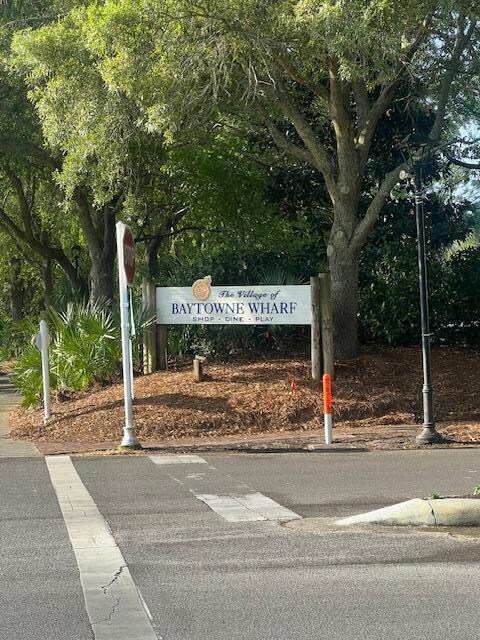 The Village of
BAYTOWNE WHARF
SHOP • DINE • PLAY